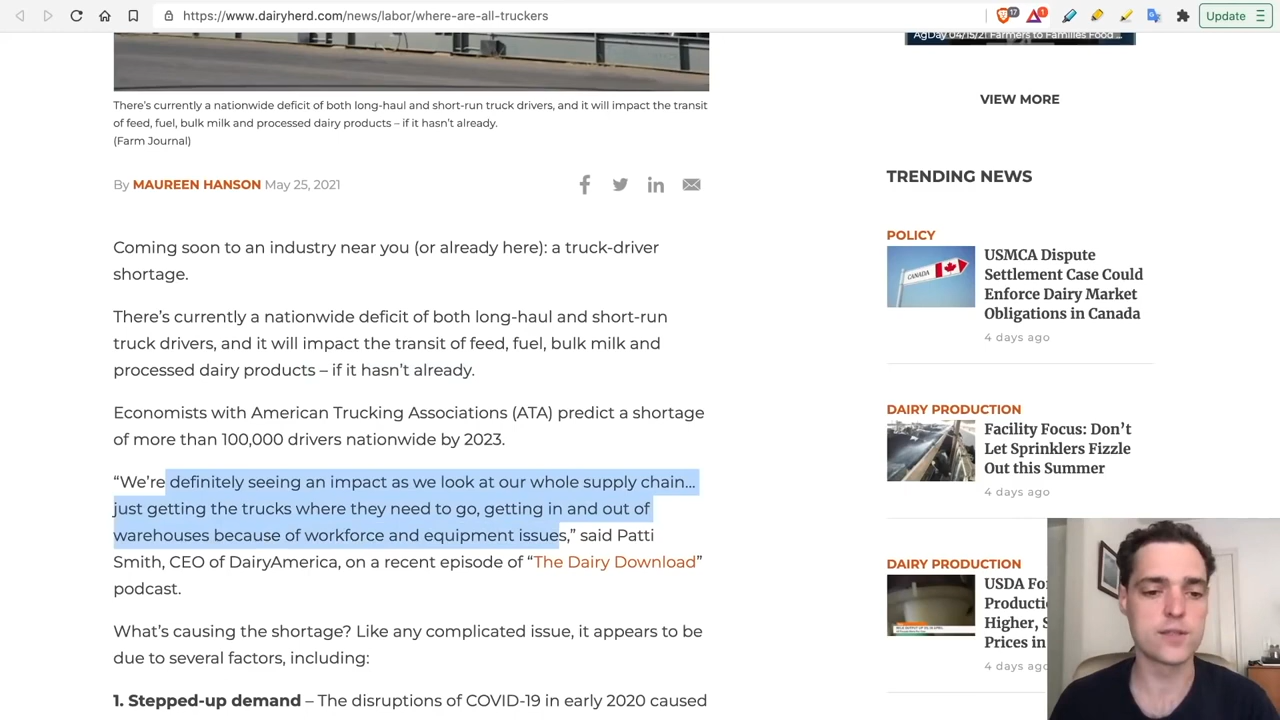 https://www.dairyherd.com/news/labor/where-are-all-truckers
17
1
Update
AgDay 04/15/21 Farmers to Families Food ...
There's currently a nationwide deficit of both long-haul and short-run truck drivers, and it will impact the transit
of feed, fuel, bulk milk and processed dairy products – if it hasn't already.
(Farm Journal)
By MAUREEN HANSON May 25, 2021
Coming soon to an industry near you (or already here): a truck-driver
shortage.
There's currently a nationwide deficit of both long-haul and short-run
truck drivers, and it will impact the transit of feed, fuel, bulk milk and
processed dairy products – if it hasn't already.
Economists with American Trucking Associations (ATA) predict a shortage
of more than 100,000 drivers nationwide by 2023.
“We're definitely seeing an impact as we look at our whole supply chain…
just getting the trucks where they need to go, getting in and out of
warehouses because of workforce and equipment issues,” said Patti
Smith, CEO of DairyAmerica, on a recent episode of “The Dairy Download”
podcast.
What's causing the shortage? Like any complicated issue, it appears to be
due to several factors, including:
1. Stepped-up demand – The disruptions of COVID-19 in early 2020 caused
VIEW MORE
TRENDING NEWS
POLICY
CANADA
USMCA Dispute
Settlement Case Could
Enforce Dairy Market
Obligations in Canada
4 days ago
DAIRY PRODUCTION
Facility Focus: Don't
Let Sprinklers Fizzle
Out this Summer
4 days ago
DAIRY PRODUCTION
USDA Fo
Producti
Higher, S
Prices in
4 days ago